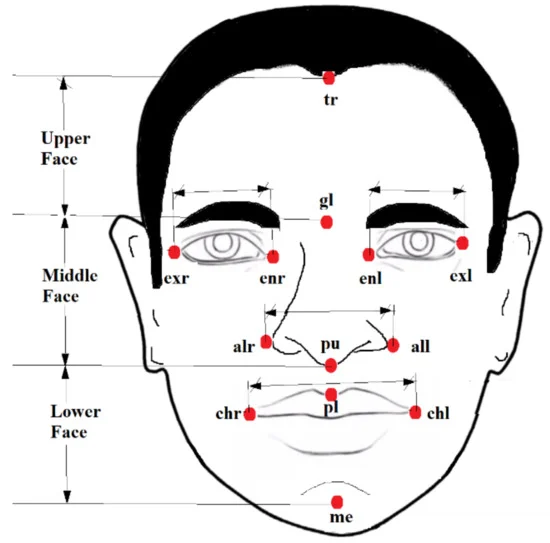 tr
Upper
Face
gl
exr
enr
enl
exl
Middle
Face
alr
pu
all
chr
pl
chl
Lower
Face
me